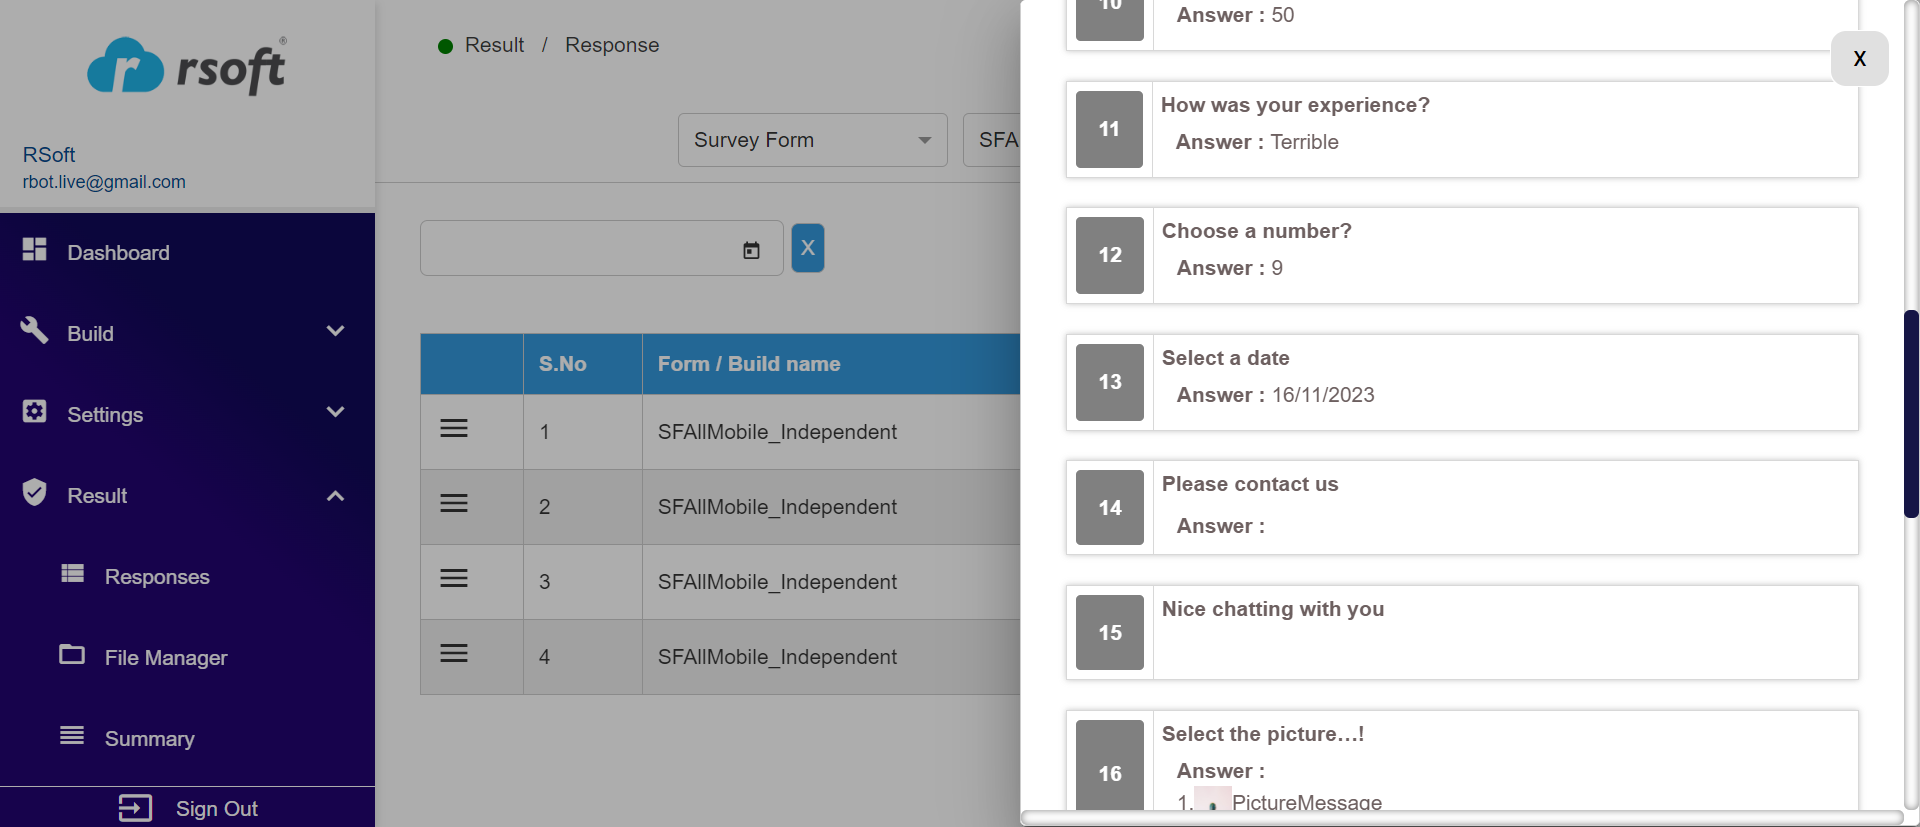 rsoft®
RSoft
rbot.live@gmail.com
Dashboard
Build
Settings
Result
Responses
File Manager
Summary
Sign Out
Result / Response
Survey Form
SFA
X
S.No Form / Build name
1 SFAllMobile_Independent
2 SFAllMobile_Independent
3 SFAllMobile_Independent
4 SFAllMobile_Independent
X
10
Answer : 50
11
How was your experience?
Answer : Terrible
12
Choose a number?
Answer : 9
13
Select a date
Answer : 16/11/2023
14
Please contact us
Answer :
15
Nice chatting with you
16
Select the picture...!
Answer :
1. PictureMessage